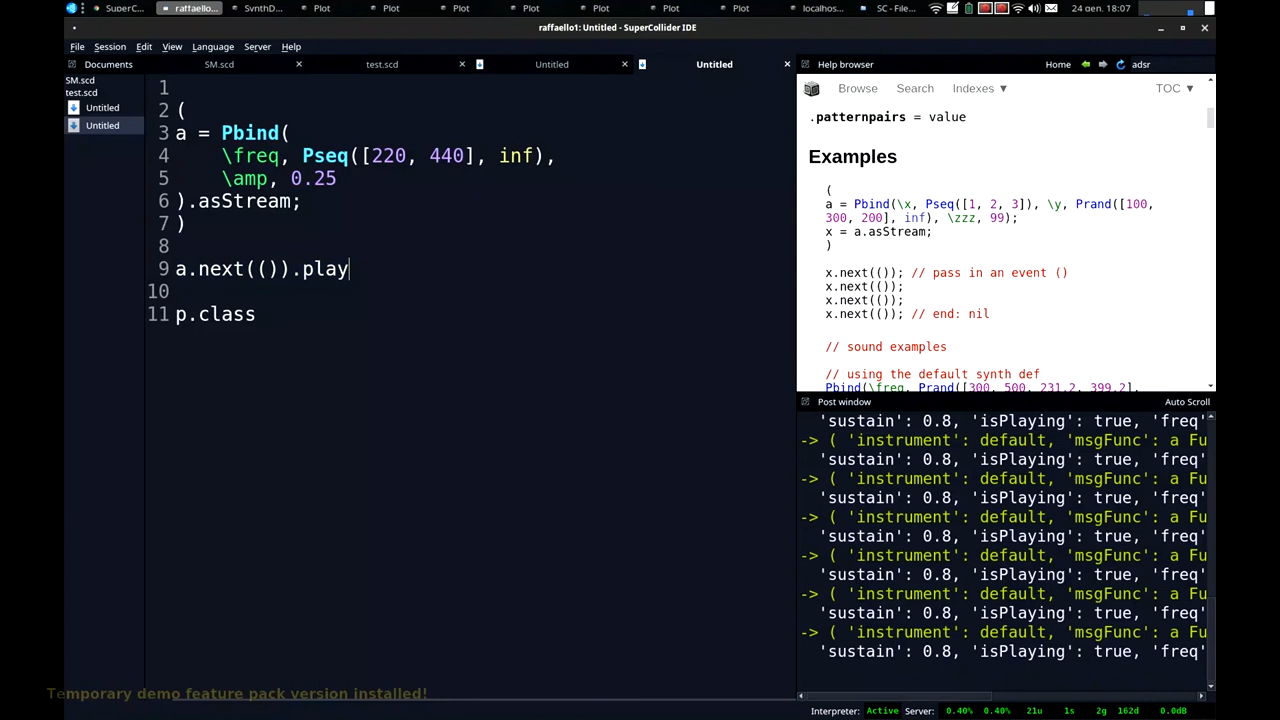 SuperC...
raffaello...
SynthD...
Plot
Plot
Plot
Plot
Plot
Plot
Plot
localhos...
SC - File...
24 gen. 18:07
raffaello1: Untitled - SuperCollider IDE
File Session Edit View Language Server Help
Documents
SM.scd
test.scd
Untitled
Untitled
SM.scd
test.scd
Untitled
Untitled
1
2 (
3 a = Pbind(
4 \freq, Pseq([220, 440], inf),
5 \amp, 0.25
6 ).asStream;
7 )
8
9 a.next(()).play
10
11 p.class
Help browser
Home
adsr
Browse Search Indexes ▼ TOC ▼
.patternpairs = value
Examples
(
a = Pbind(\x, Pseq([1, 2, 3]), \y, Prand([100,
300, 200], inf), \zzz, 99);
x = a.asStream;
)
x.next(()); // pass in an event ()
x.next(());
x.next(());
x.next(()); // end: nil
// sound examples
// using the default synth def
Pbind(\freq, Prand([300, 500, 231.2, 399.2],
Post window
Auto Scroll
'sustain': 0.8, 'isPlaying': true, 'freq'
-> ( 'instrument': default, 'msgFunc': a Fu
'sustain': 0.8, 'isPlaying': true, 'freq'
-> ( 'instrument': default, 'msgFunc': a Fu
'sustain': 0.8, 'isPlaying': true, 'freq'
-> ( 'instrument': default, 'msgFunc': a Fu
'sustain': 0.8, 'isPlaying': true, 'freq'
-> ( 'instrument': default, 'msgFunc': a Fu
'sustain': 0.8, 'isPlaying': true, 'freq'
-> ( 'instrument': default, 'msgFunc': a Fu
'sustain': 0.8, 'isPlaying': true, 'freq'
-> ( 'instrument': default, 'msgFunc': a Fu
'sustain': 0.8, 'isPlaying': true, 'freq'
Temporary demo feature pack version installed!
Interpreter: Active Server: 0.40% 0.40% 21u 1s 2g 162d 0.0dB